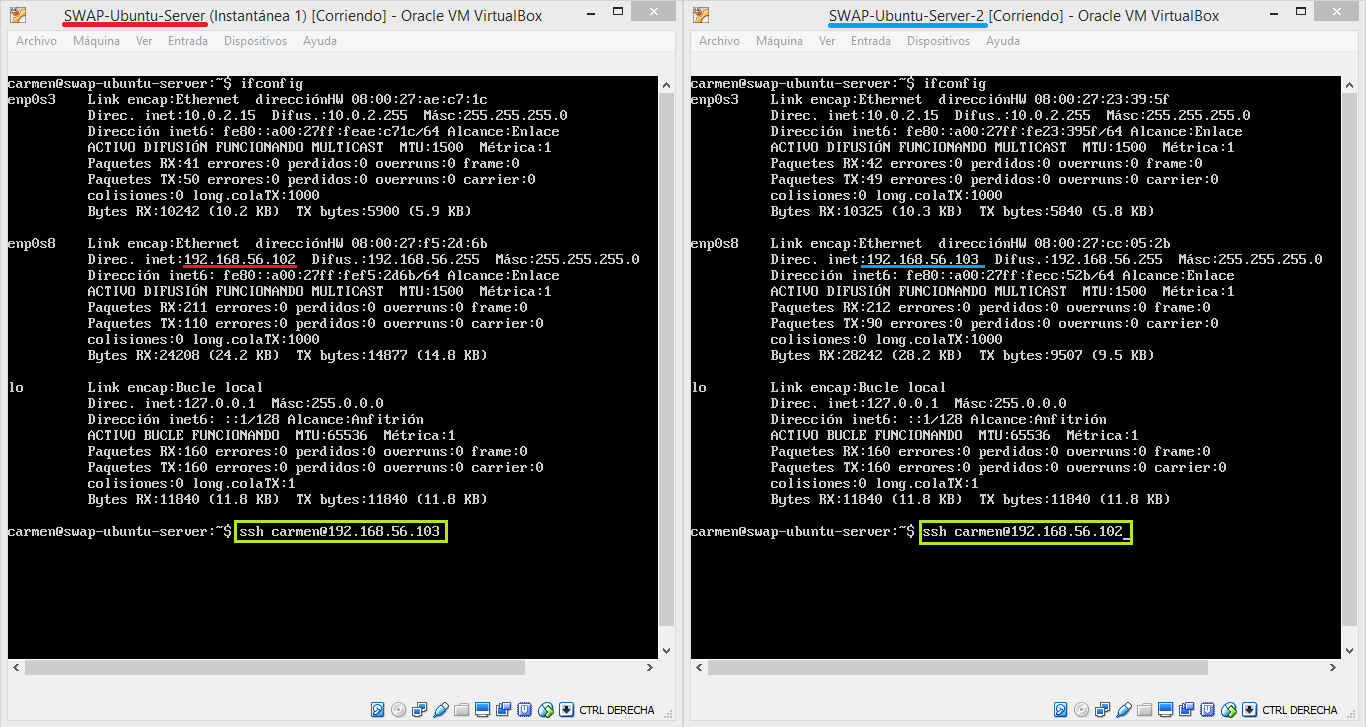 SWAP-Ubuntu-Server (Instantánea 1) [Corriendo] - Oracle VM VirtualBox
Archivo Máquina Ver Entrada Dispositivos Ayuda
carmen@swap-ubuntu-server:~$ ifconfig
enp0s3 Link encap:Ethernet direcciónHW 08:00:27:ae:c7:1c
Direc. inet:10.0.2.15 Difus.:10.0.2.255 Másc:255.255.255.0
Dirección inet6: fe80::a00:27ff:feae:c71c/64 Alcance:Enlace
ACTIVO DIFUSIÓN FUNCIONANDO MULTICAST MTU:1500 Métrica:1
Paquetes RX:41 errores:0 perdidos:0 overruns:0 frame:0
Paquetes TX:50 errores:0 perdidos:0 overruns:0 carrier:0
colisiones:0 long.colaTX:1000
Bytes RX:10242 (10.2 KB) TX bytes:5900 (5.9 KB)
enp0s8 Link encap:Ethernet direcciónHW 08:00:27:f5:2d:6b
Direc. inet:192.168.56.102 Difus.:192.168.56.255 Másc:255.255.255.0
Dirección inet6: fe80::a00:27ff:fef5:2d6b/64 Alcance:Enlace
ACTIVO DIFUSIÓN FUNCIONANDO MULTICAST MTU:1500 Métrica:1
Paquetes RX:211 errores:0 perdidos:0 overruns:0 frame:0
Paquetes TX:110 errores:0 perdidos:0 overruns:0 carrier:0
colisiones:0 long.colaTX:1000
Bytes RX:24208 (24.2 KB) TX bytes:14877 (14.8 KB)
lo Link encap:Bucle local
Direc. inet:127.0.0.1 Másc:255.0.0.0
Dirección inet6: ::1/128 Alcance:Anfitrión
ACTIVO BUCLE FUNCIONANDO MTU:65536 Métrica:1
Paquetes RX:160 errores:0 perdidos:0 overruns:0 frame:0
Paquetes TX:160 errores:0 perdidos:0 overruns:0 carrier:0
colisiones:0 long.colaTX:1
Bytes RX:11840 (11.8 KB) TX bytes:11840 (11.8 KB)
carmen@swap-ubuntu-server:~$ ssh carmen@192.168.56.103
CTRL DERECHA
SWAP-Ubuntu-Server-2 [Corriendo] - Oracle VM VirtualBox
Archivo Máquina Ver Entrada Dispositivos Ayuda
carmen@swap-ubuntu-server:~$ ifconfig
enp0s3 Link encap:Ethernet direcciónHW 08:00:27:23:39:5f
Direc. inet:10.0.2.15 Difus.:10.0.2.255 Másc:255.255.255.0
Dirección inet6: fe80::a00:27ff:fe23:395f/64 Alcance:Enlace
ACTIVO DIFUSIÓN FUNCIONANDO MULTICAST MTU:1500 Métrica:1
Paquetes RX:42 errores:0 perdidos:0 overruns:0 frame:0
Paquetes TX:49 errores:0 perdidos:0 overruns:0 carrier:0
colisiones:0 long.colaTX:1000
Bytes RX:10325 (10.3 KB) TX bytes:5840 (5.8 KB)
enp0s8 Link encap:Ethernet direcciónHW 08:00:27:cc:05:2b
Direc. inet:192.168.56.103 Difus.:192.168.56.255 Másc:255.255.255.0
Dirección inet6: fe80::a00:27ff:fecc:52b/64 Alcance:Enlace
ACTIVO DIFUSIÓN FUNCIONANDO MULTICAST MTU:1500 Métrica:1
Paquetes RX:212 errores:0 perdidos:0 overruns:0 frame:0
Paquetes TX:90 errores:0 perdidos:0 overruns:0 carrier:0
colisiones:0 long.colaTX:1000
Bytes RX:28242 (28.2 KB) TX bytes:9507 (9.5 KB)
lo Link encap:Bucle local
Direc. inet:127.0.0.1 Másc:255.0.0.0
Dirección inet6: ::1/128 Alcance:Anfitrión
ACTIVO BUCLE FUNCIONANDO MTU:65536 Métrica:1
Paquetes RX:160 errores:0 perdidos:0 overruns:0 frame:0
Paquetes TX:160 errores:0 perdidos:0 overruns:0 carrier:0
colisiones:0 long.colaTX:1
Bytes RX:11840 (11.8 KB) TX bytes:11840 (11.8 KB)
carmen@swap-ubuntu-server:~$ ssh carmen@192.168.56.102_
CTRL DERECHA